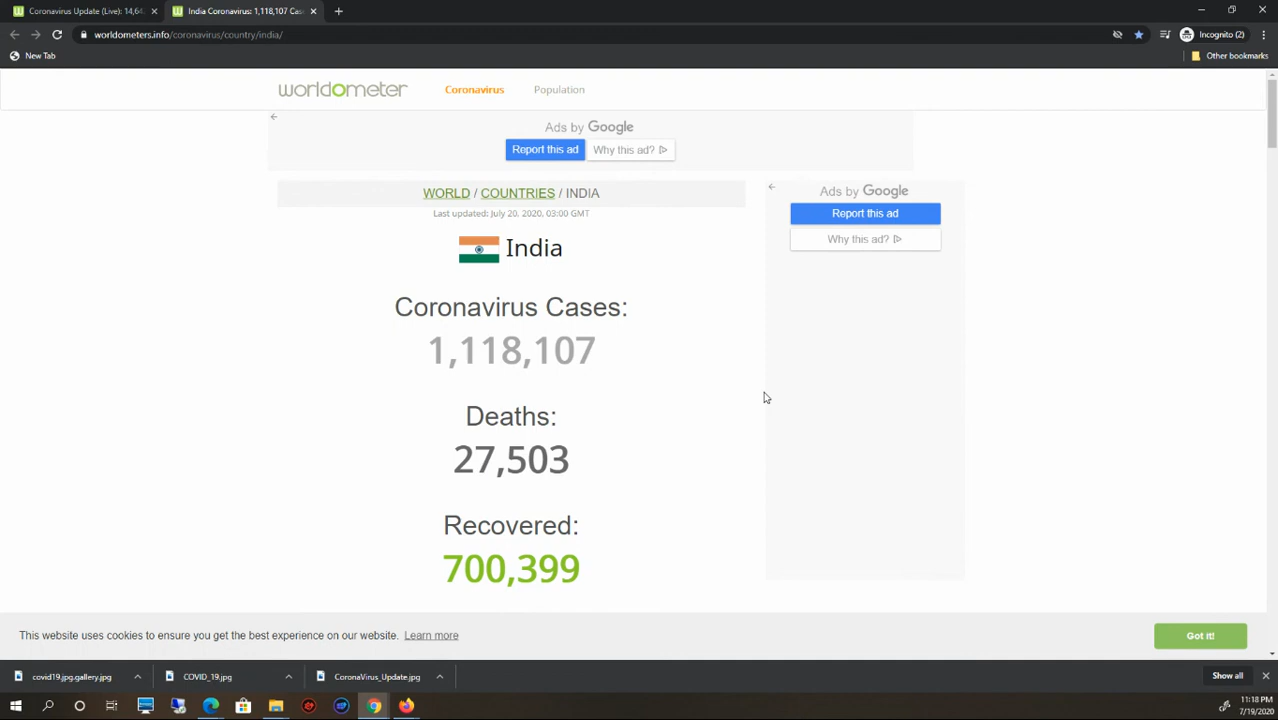 Coronavirus Update (Live): 14,64
India Coronavirus: 1,118,107 Cas
worldometers.info/coronavirus/country/india/
Incognito (2)
New Tab
Other bookmarks
worldometer
Coronavirus
Population
Ads by Google
Report this ad
Why this ad?
WORLD / COUNTRIES / INDIA
Last updated: July 20, 2020, 03:00 GMT
India
Coronavirus Cases:
1,118,107
Deaths:
27,503
Recovered:
700,399
Ads by Google
Report this ad
Why this ad?
This website uses cookies to ensure you get the best experience on our website. Learn more
Got it!
covid19.jpg.gallery.jpg
COVID_19.jpg
CoronaVirus_Update.jpg
Show all
11:18 PM
7/19/2020